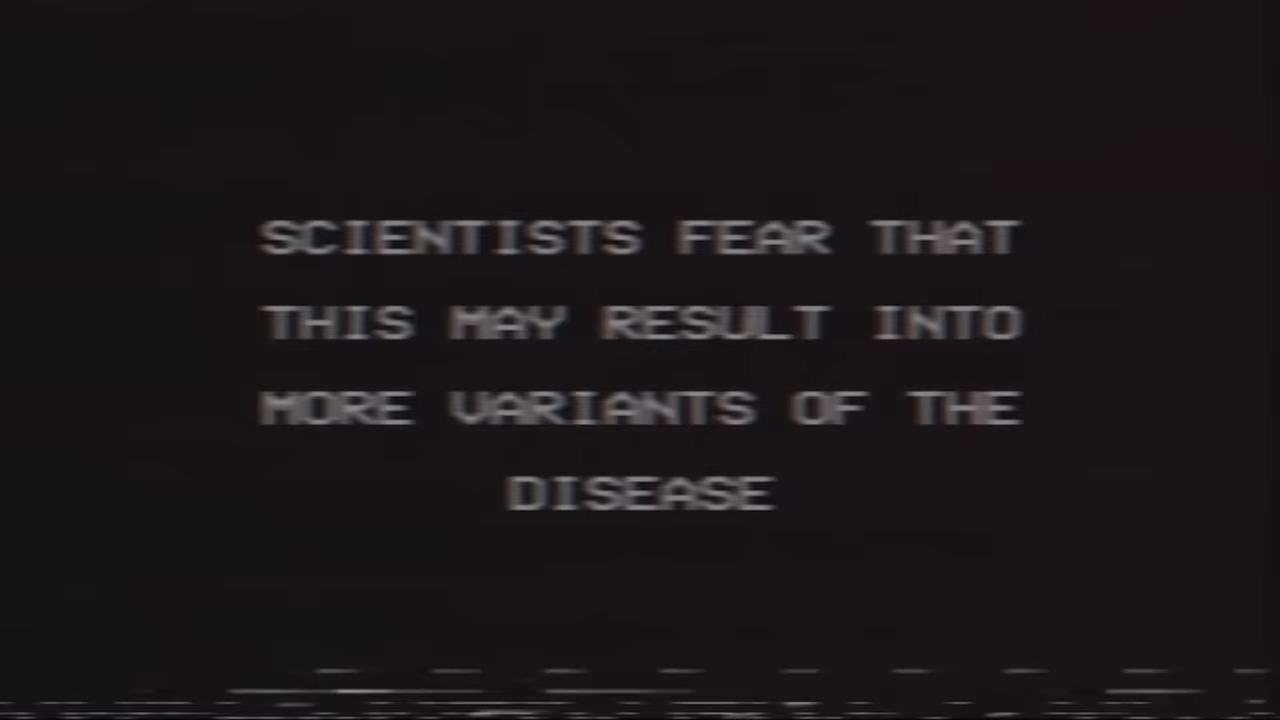 SCIENTISTS FEAR THAT
THIS MAY RESULT INTO
MORE VARIANTS OF THE
DISEASE